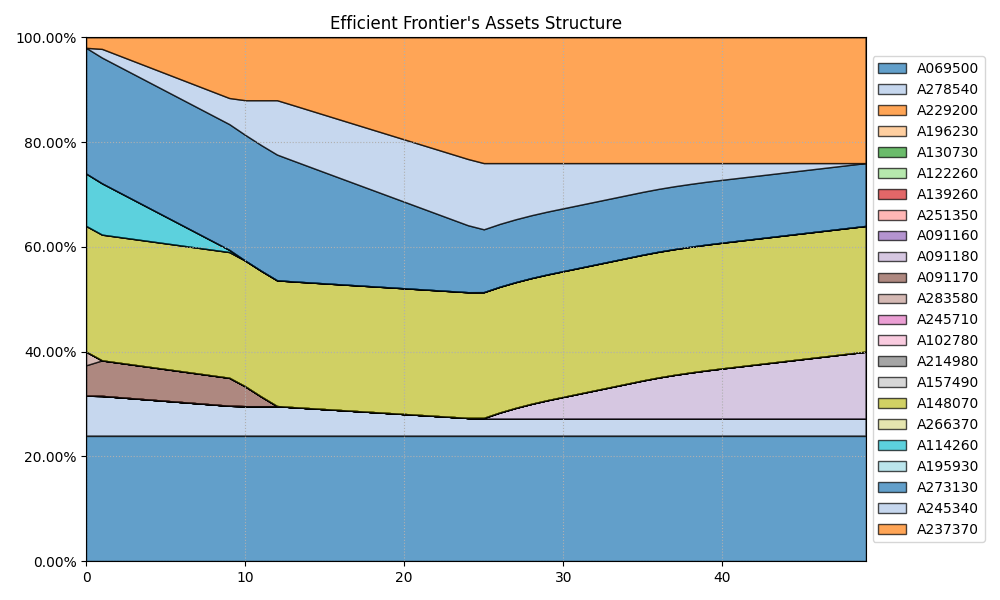 Efficient Frontier's Assets Structure
100.00%
80.00%
60.00%
40.00%
20.00%
0.00%
0
10
20
30
40
A069500
A278540
A229200
A196230
A130730
A122260
A139260
A251350
A091160
A091180
A091170
A283580
A245710
A102780
A214980
A157490
A148070
A266370
A114260
A195930
A273130
A245340
A237370